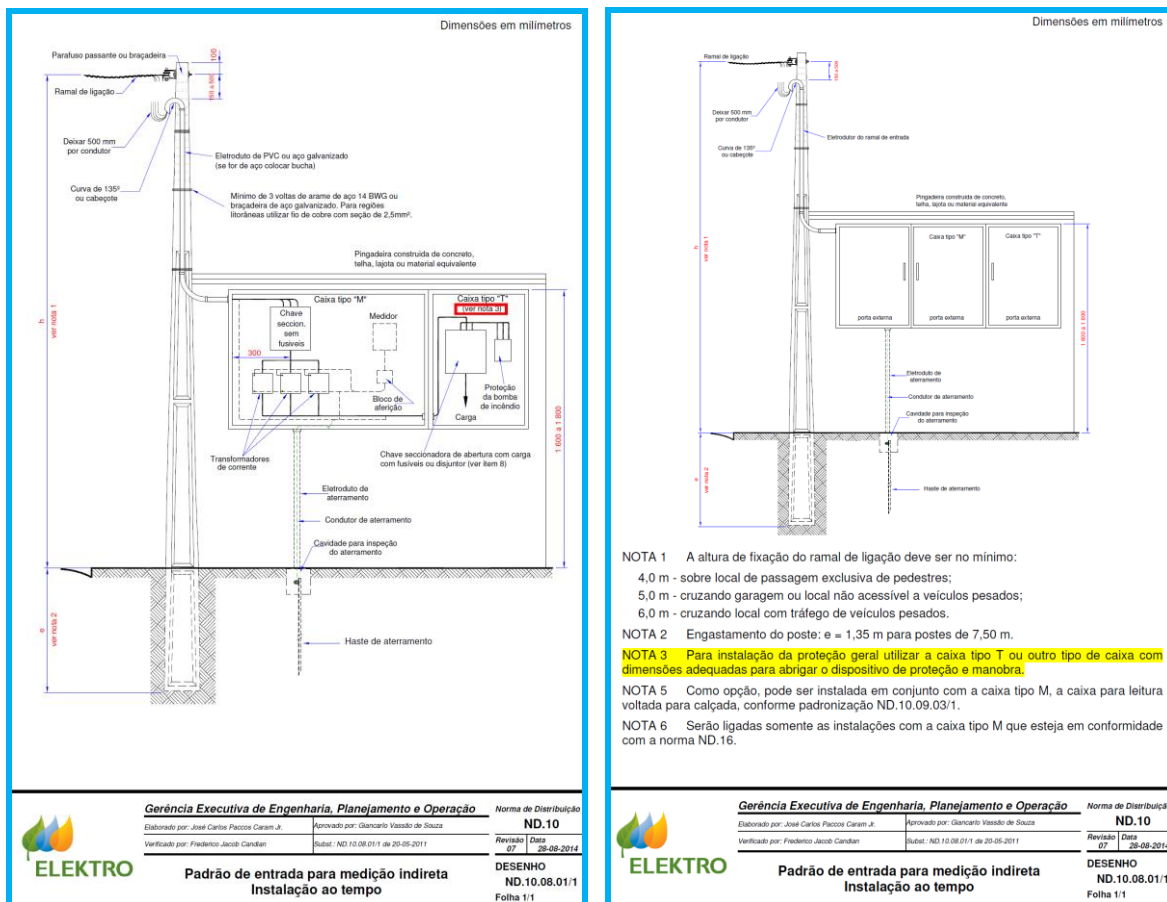 Dimensões em milímetros
Parafuso passante ou braçadeira
100
Ramal de ligação
150 a 500
Deixar 500 mm
por condutor
Eletroduto de PVC ou aço galvanizado
(se for de aço colocar bucha)
Curva de 135º
ou cabeçote
Mínimo de 3 voltas de arame de aço 14 BWG ou
braçadeira de aço galvanizado. Para regiões
litorâneas utilizar fio de cobre com seção de 2,5mm².
Pingadeira construída de concreto,
telha, lajota ou material equivalente
h
ver nota 1
Caixa tipo "M"
Caixa tipo "T"
(ver nota 3)
Chave
seccion.
sem
fusíveis
Medidor
300
Bloco de
aferição
Proteção
da bomba
de incêndio
Carga
Transformadores
de corrente
Chave seccionadora de abertura com carga
com fusíveis ou disjuntor (ver item 8)
1 600 a 1 800
Eletroduto de
aterramento
Condutor de aterramento
Cavidade para inspeção
do aterramento
e
ver nota 2
Haste de aterramento
ELEKTRO
Gerência Executiva de Engenharia, Planejamento e Operação
Norma de Distribuição
Elaborado por: José Carlos Paccos Caram Jr.
Aprovado por: Giancarlo Vassão de Souza
ND.10
Verificado por: Frederico Jacob Candian
Subst.: ND.10.08.01/1 de 20-05-2011
Revisão
07
Data
28-08-2014
Padrão de entrada para medição indireta
Instalação ao tempo
DESENHO
ND.10.08.01/1
Folha 1/1
Dimensões em milímetros
Ramal de ligação
Deixar 500 mm
por condutor
Eletrodutor do ramal de entrada
Curva de 135º
ou cabeçote
Pingadeira construída de concreto,
telha, lajota ou material equivalente
h
ver nota 1
Caixa tipo "M"
Caixa tipo "T"
porta externa
porta externa
porta externa
1 600 a 1 800
Eletroduto de
aterramento
Condutor de aterramento
Cavidade para inspeção
do aterramento
e
ver nota 2
Haste de aterramento
NOTA 1 A altura de fixação do ramal de ligação deve ser no mínimo:
4,0 m - sobre local de passagem exclusiva de pedestres;
5,0 m - cruzando garagem ou local não acessível a veículos pesados;
6,0 m - cruzando local com tráfego de veículos pesados.
NOTA 2 Engastamento do poste: e = 1,35 m para postes de 7,50 m.
NOTA 3 Para instalação da proteção geral utilizar a caixa tipo T ou outro tipo de caixa com
dimensões adequadas para abrigar o dispositivo de proteção e manobra.
NOTA 5 Como opção, pode ser instalada em conjunto com a caixa tipo M, a caixa para leitura
voltada para calçada, conforme padronização ND.10.09.03/1.
NOTA 6 Serão ligadas somente as instalações com a caixa tipo M que esteja em conformidade
com a norma ND.16.
ELEKTRO
Gerência Executiva de Engenharia, Planejamento e Operação
Norma de Distribuiç
Elaborado por: José Carlos Paccos Caram Jr.
Aprovado por: Giancarlo Vassão de Souza
ND.10
Verificado por: Frederico Jacob Candian
Subst.: ND.10.08.01/1 de 20-05-2011
Revisão
07
Data
28-08-2014
Padrão de entrada para medição indireta
Instalação ao tempo
DESENHO
ND.10.08.01/1
Folha 1/1